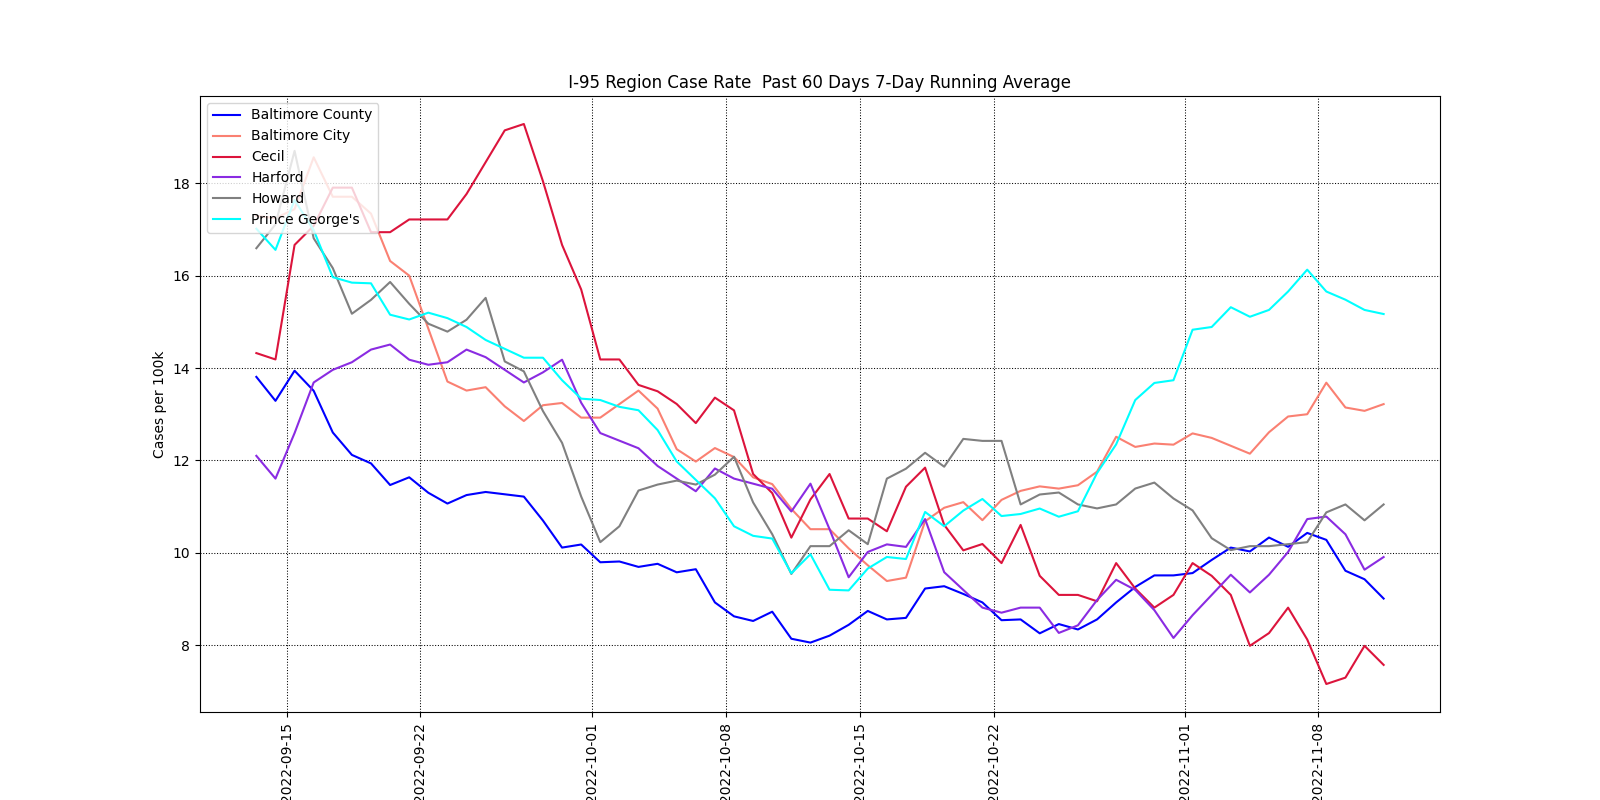 I-95 Region Case Rate  Past 60 Days 7-Day Running Average
Baltimore County
Baltimore City
Cecil
Harford
Howard
Prince George's
Cases per 100k
18
16
14
12
10
8
2022-09-15
2022-09-22
2022-10-01
2022-10-08
2022-10-15
2022-10-22
2022-11-01
2022-11-08